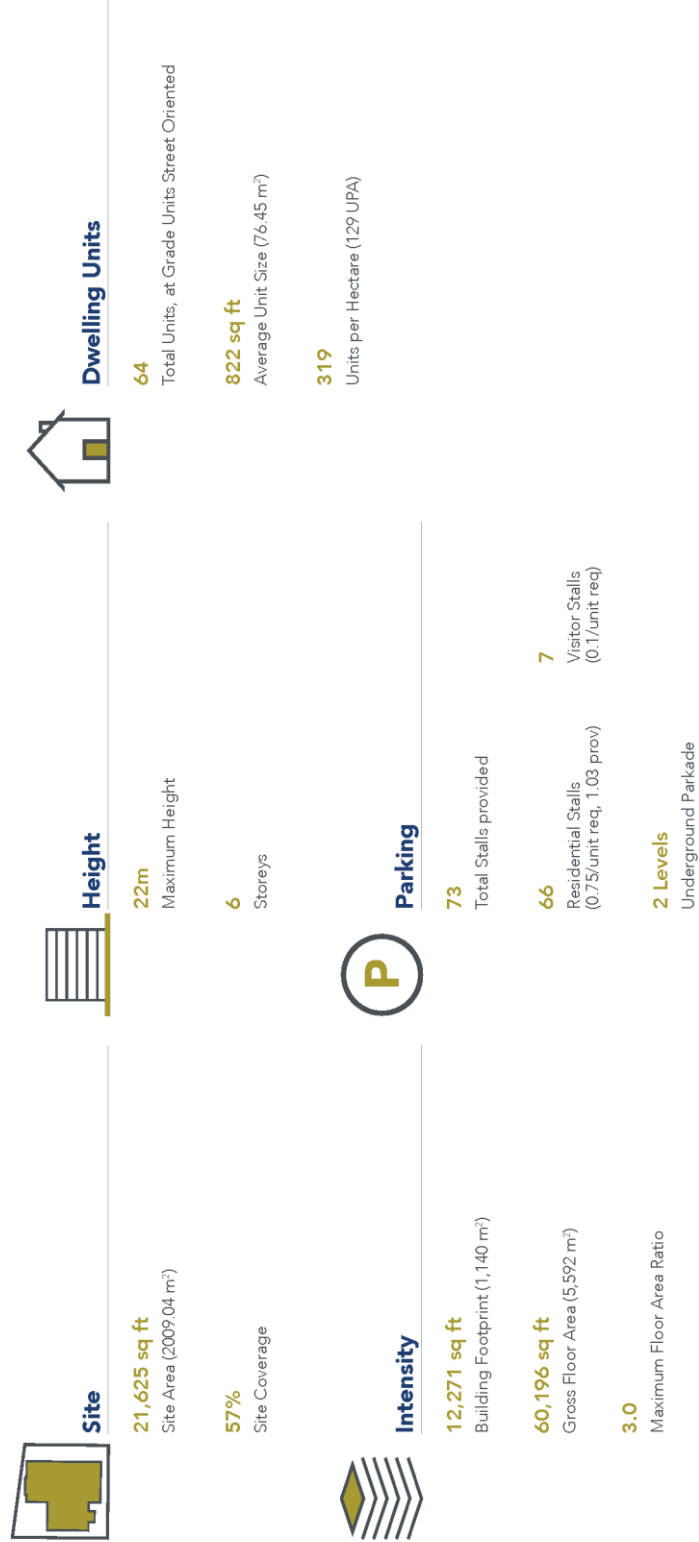 Site
21,625 sq ft
Site Area (2009.04 m²)
57%
Site Coverage
Height
22m
Maximum Height
6
Storeys
Dwelling Units
64
Total Units, at Grade Units Street Oriented
822 sq ft
Average Unit Size (76.45 m²)
319
Units per Hectare (129 UPA)
Intensity
12,271 sq ft
Building Footprint (1,140 m²)
60,196 sq ft
Gross Floor Area (5,592 m²)
3.0
Maximum Floor Area Ratio
P
Parking
73
Total Stalls provided
66
Residential Stalls
(0.75/unit req, 1.03 prov)
7
Visitor Stalls
(0.1/unit req)
2 Levels
Underground Parkade